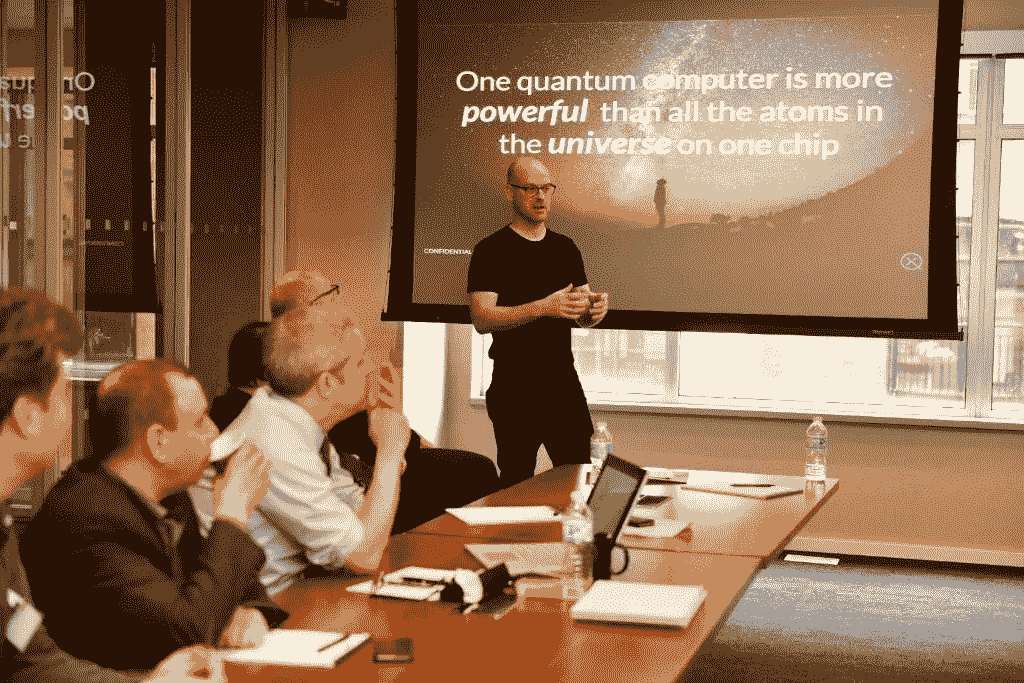 One quantum computer is more
powerful than all the atoms in
the universe on one chip
CONFIDENTIAL